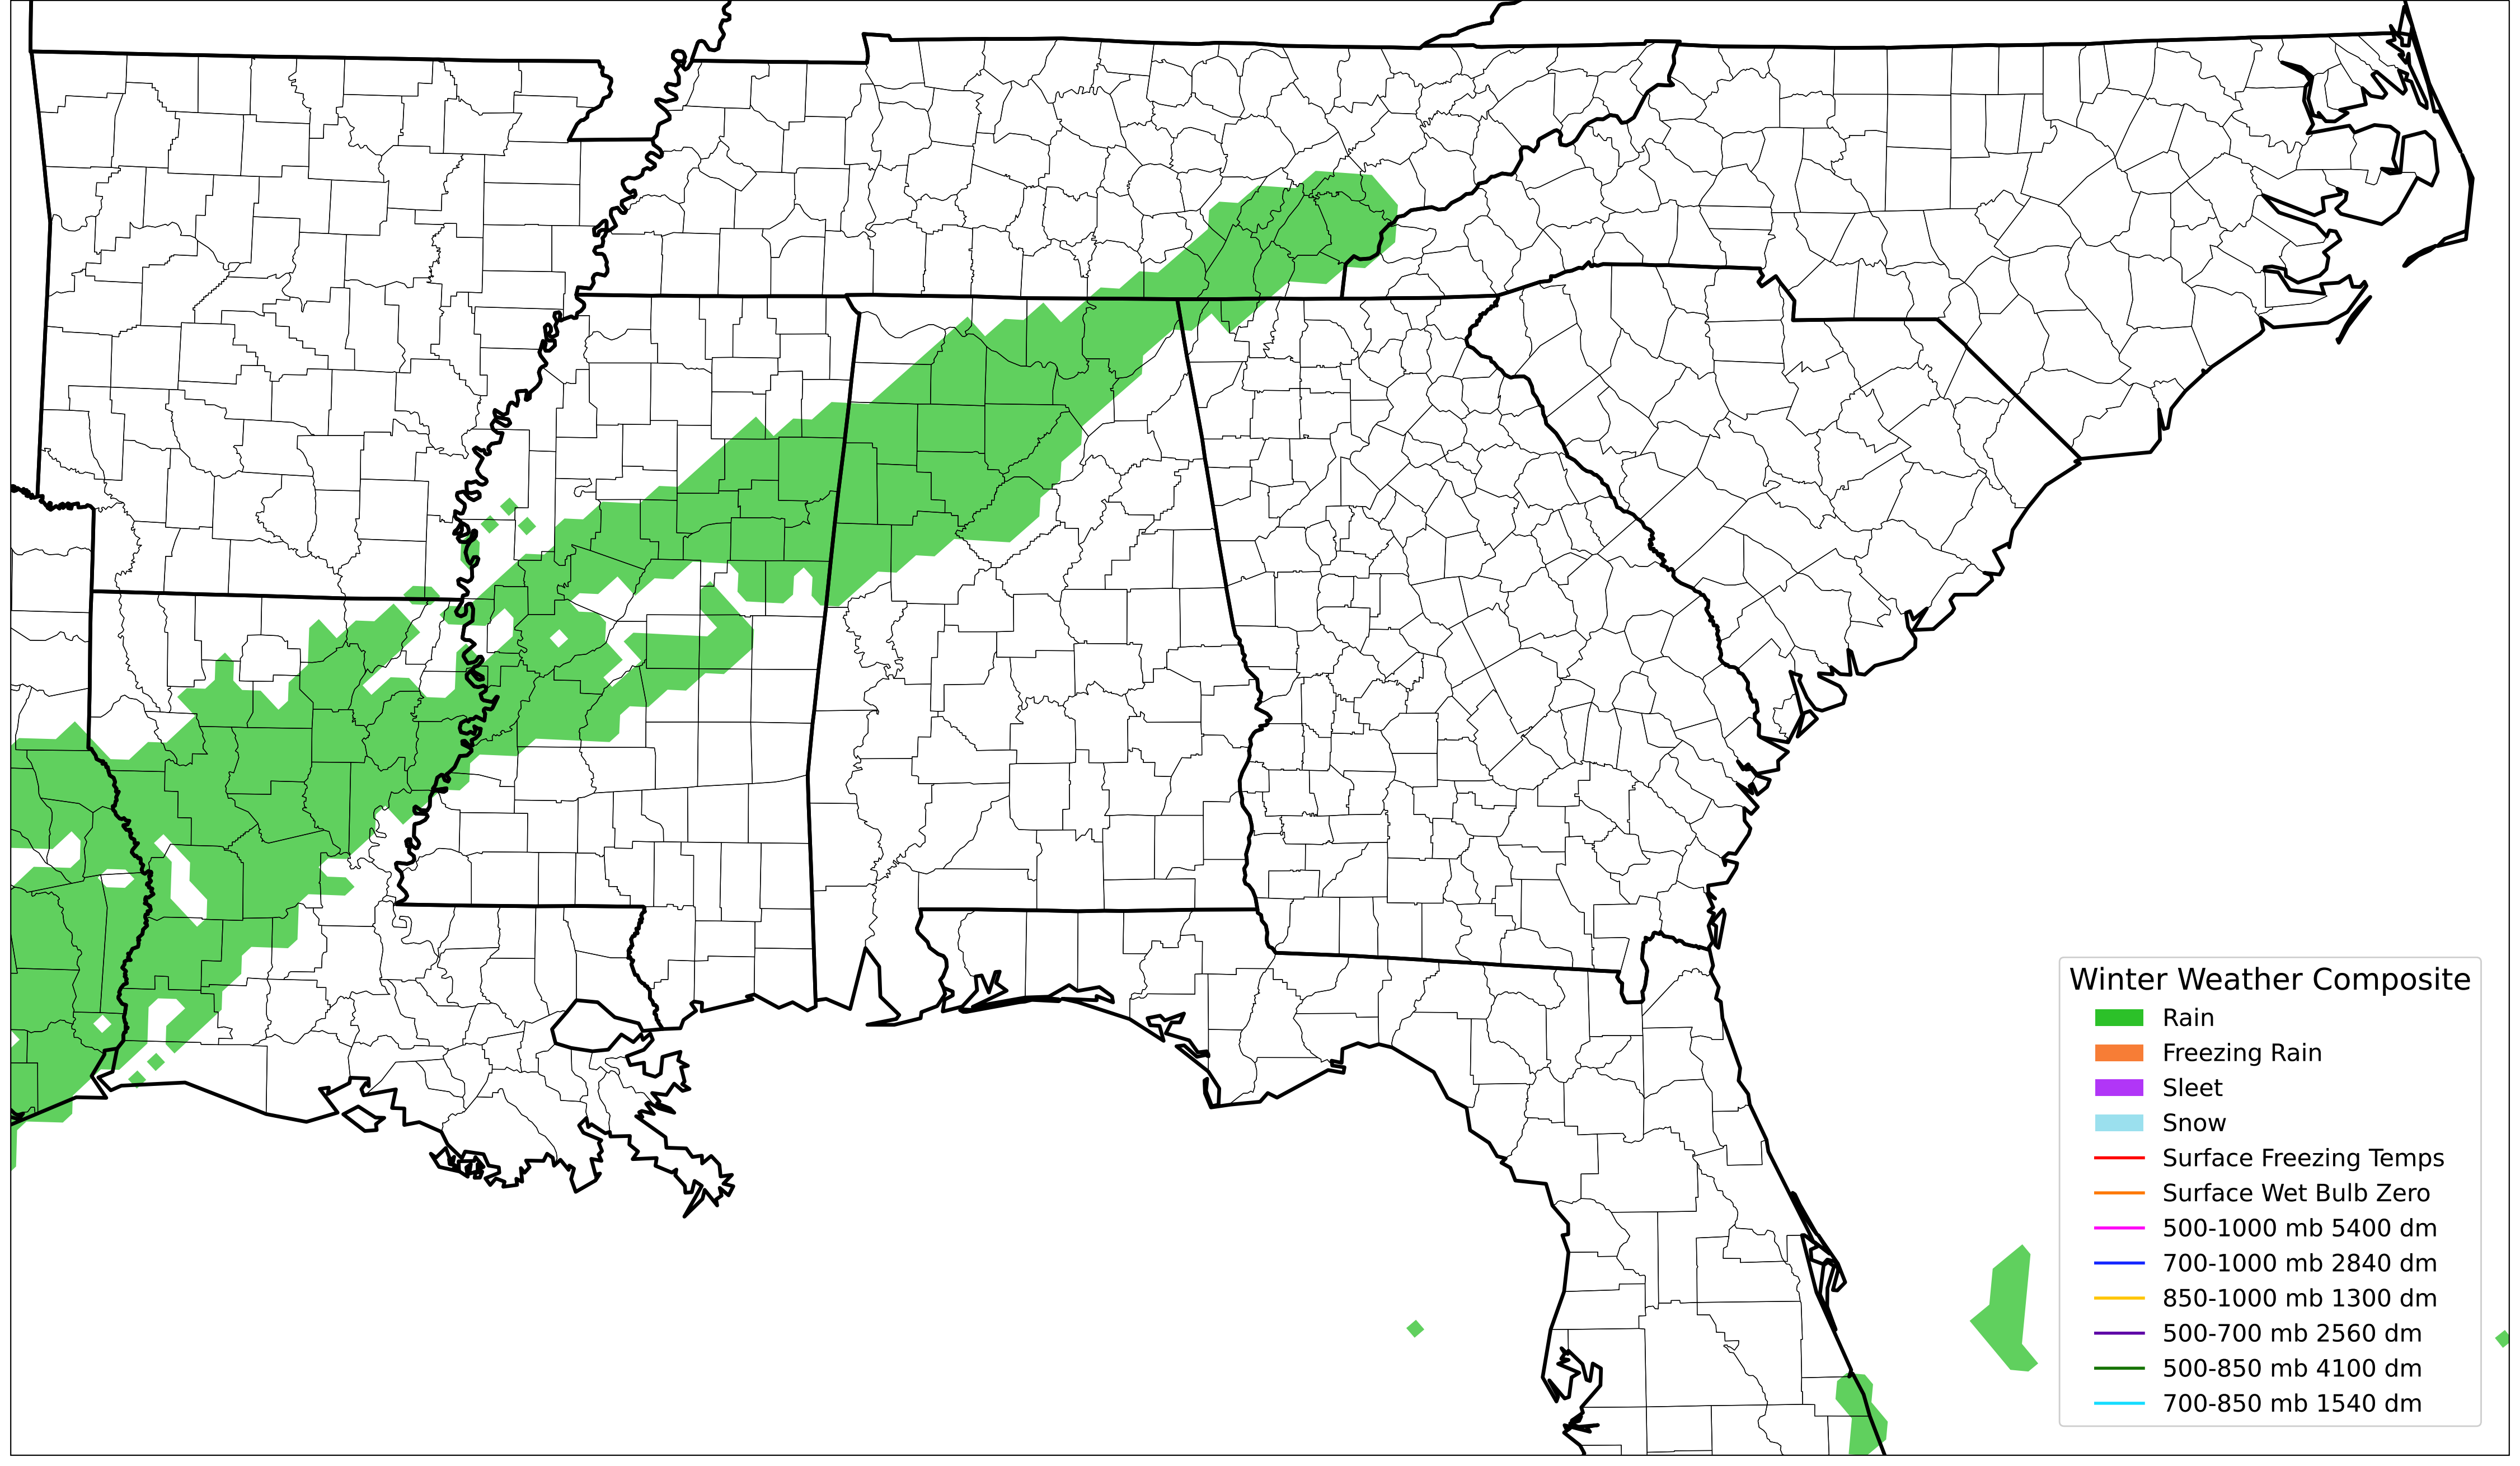 Winter Weather Composite
Rain
Freezing Rain
Sleet
Snow
Surface Freezing Temps
Surface Wet Bulb Zero
500-1000 mb 5400 dm
700-1000 mb 2840 dm
850-1000 mb 1300 dm
500-700 mb 2560 dm
500-850 mb 4100 dm
700-850 mb 1540 dm